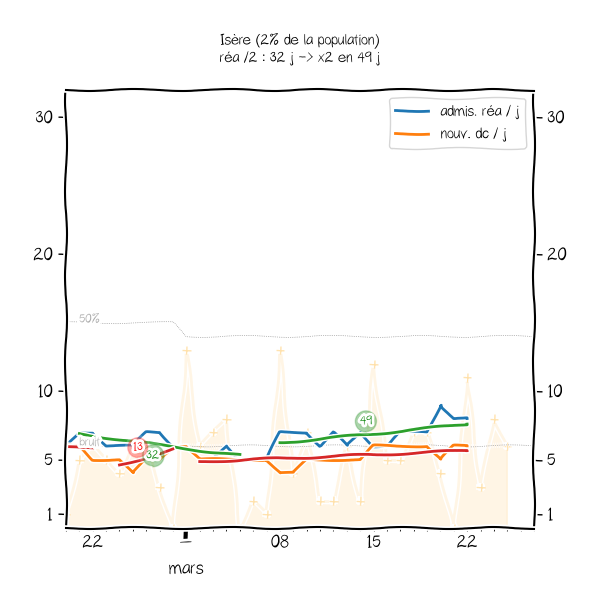 Isère (2% de la population)
réa /2 : 32 j -> x2 en 49 j
admis. réa / j
nouv. dc / j
30 30
20 20
50%
10 10
49
bruit
13
32
5 5
1 1
22 1 08 15 22
mars